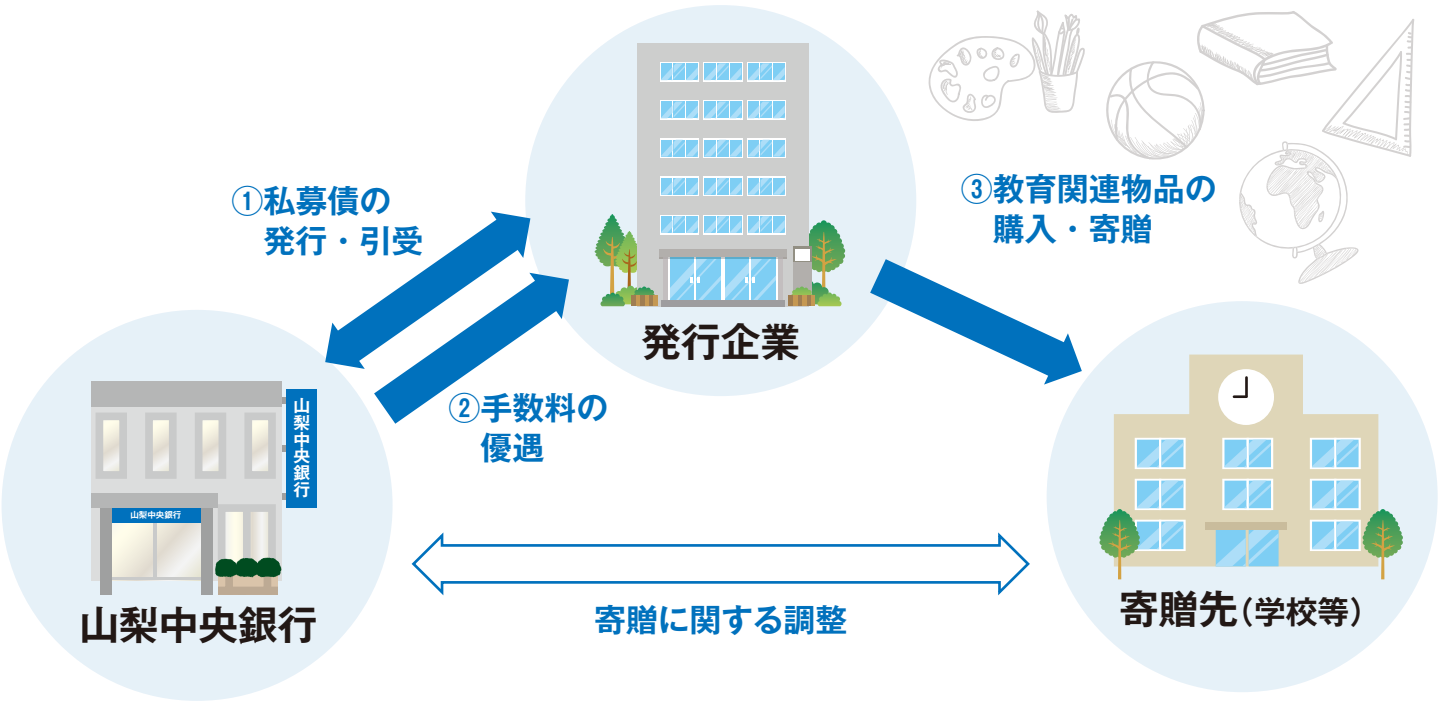 ①私募債の
発行・引受
③教育関連物品の
購入・寄贈
発行企業
②手数料の
優遇
山梨中央銀行
山梨中央銀行
山梨中央銀行
寄贈に関する調整
寄贈先(学校等)